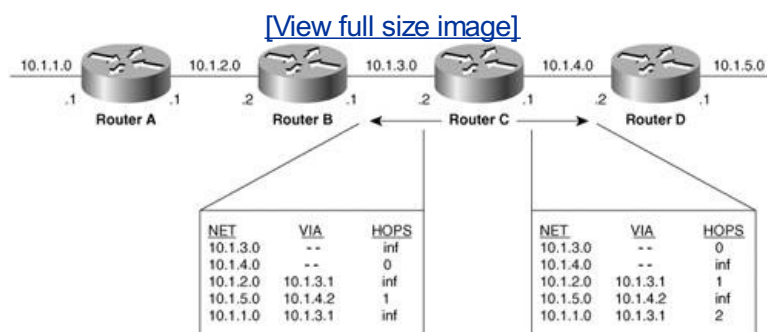 [View full size image]
10.1.1.0 10.1.2.0 10.1.3.0 10.1.4.0 10.1.5.0
.1 .1 .2 .1 .2 .1 .2 .1
Router A Router B Router C Router D
NET VIA HOPS
10.1.3.0 -- inf
10.1.4.0 -- 0
10.1.2.0 10.1.3.1 inf
10.1.5.0 10.1.4.2 1
10.1.1.0 10.1.3.1 inf
NET VIA HOPS
10.1.3.0 -- 0
10.1.4.0 -- inf
10.1.2.0 10.1.3.1 1
10.1.5.0 10.1.4.2 inf
10.1.1.0 10.1.3.1 2